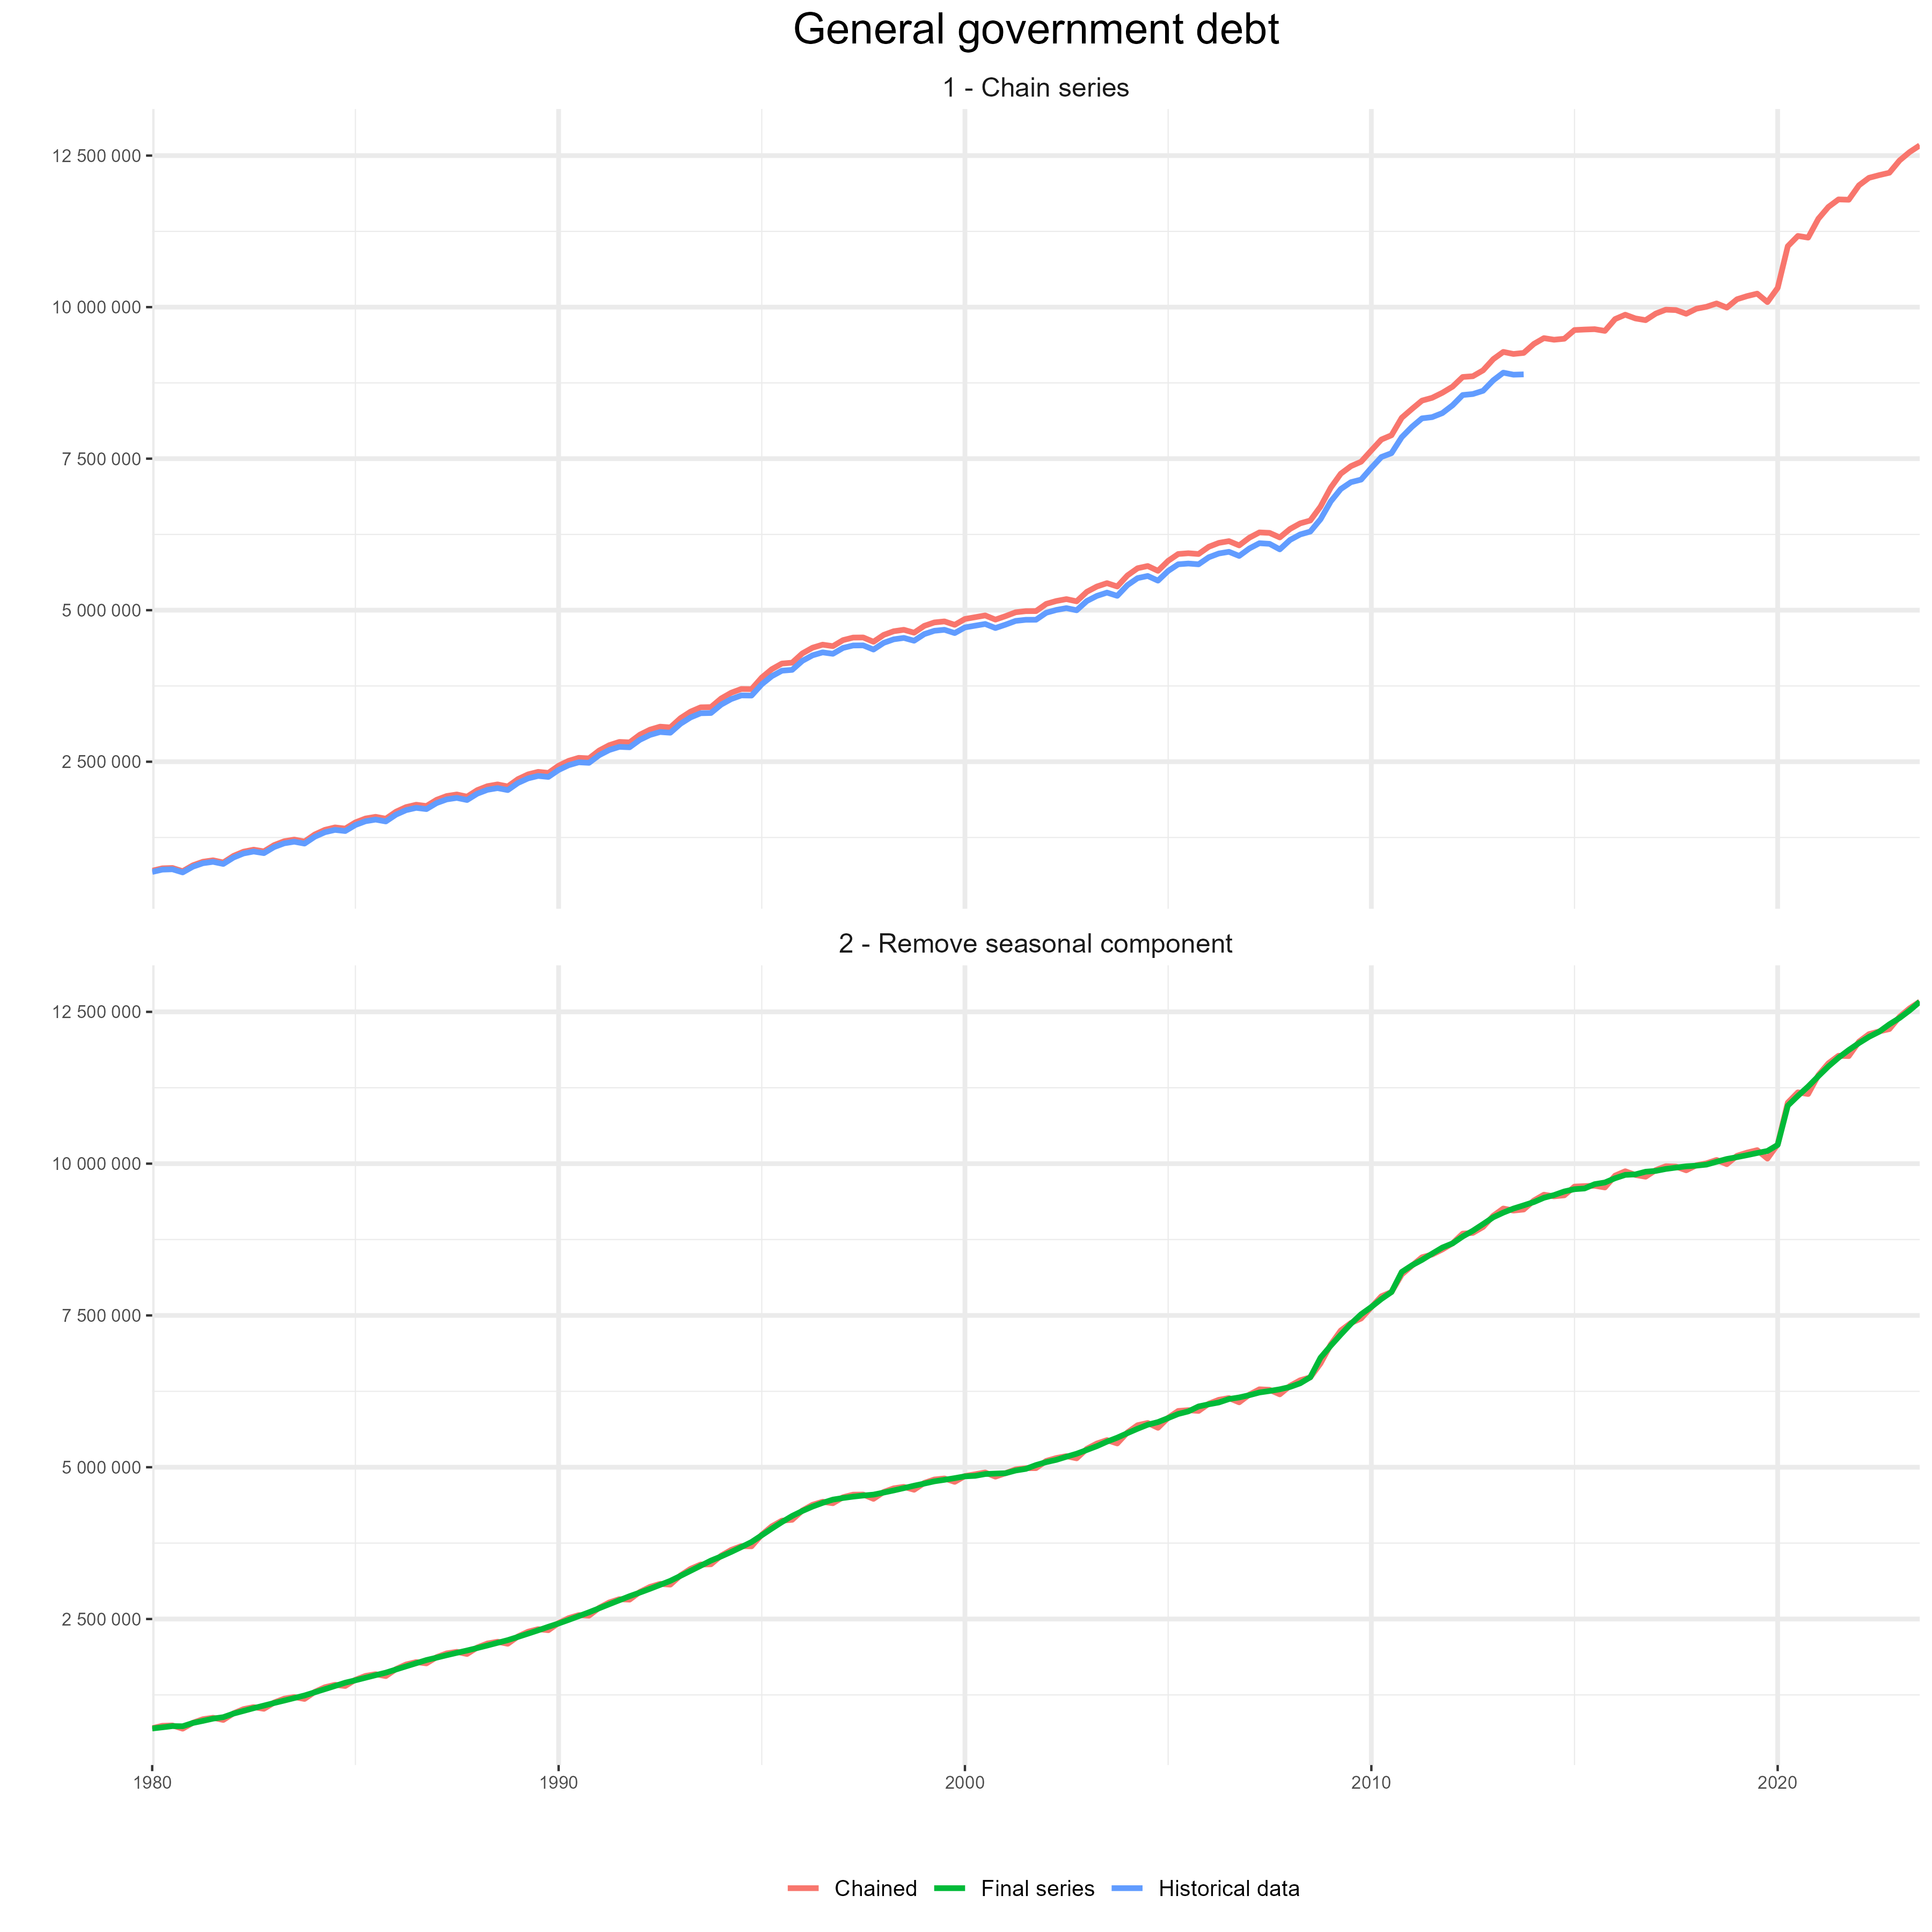 General government debt
1 - Chain series
12 500 000
10 000 000
7 500 000
5 000 000
2 500 000
2 - Remove seasonal component
12 500 000
10 000 000
7 500 000
5 000 000
2 500 000
1980 1990 2000 2010 2020
Chained Final series Historical data